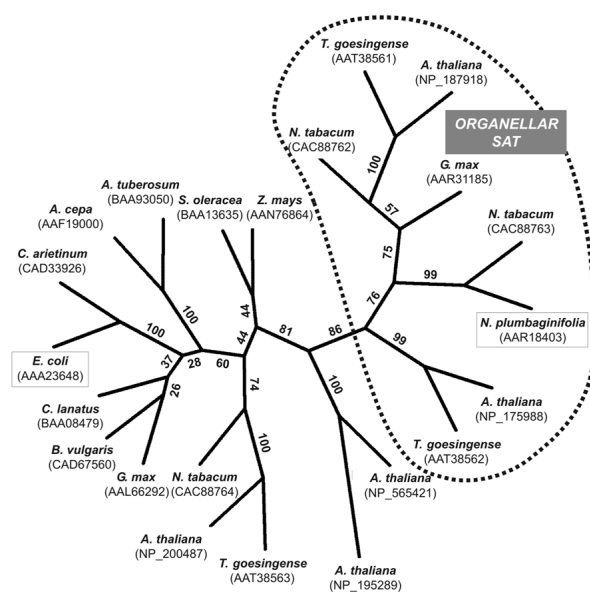 T. goesingense
(AAT38561)
A. thaliana
(NP_187918)
ORGANELLAR
SAT
N. tabacum
(CAC88762)
100
G. max
(AAR31185)
57
A. tuberosum
(BAA93050)
S. oleracea
(BAA13635)
Z. mays
(AAN76864)
A. cepa
(AAF19000)
N. tabacum
(CAC88763)
75
C. arietinum
(CAD33926)
99
76
N. plumbaginifolia
(AAR18403)
44
100
100
44
81
86
99
E. coli
(AAA23648)
37
28
60
26
74
100
A. thaliana
(NP_175988)
C. lanatus
(BAA08479)
B. vulgaris
(CAD67560)
T. goesingense
(AAT38562)
100
G. max
(AAL66292)
N. tabacum
(CAC88764)
A. thaliana
(NP_565421)
A. thaliana
(NP_200487)
T. goesingense
(AAT38563)
A. thaliana
(NP_195289)